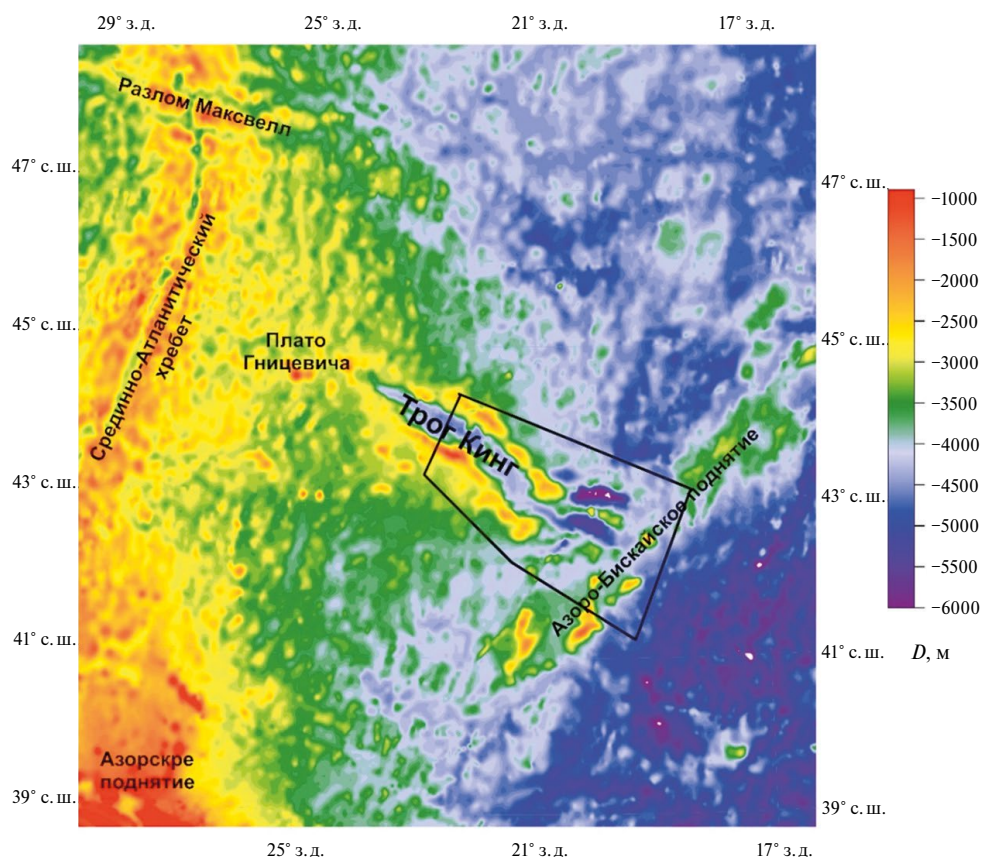 29° з.д.
25° з.д.
21° з.д.
17° з.д.
Разлом Максвелл
47° с.ш.
47° с.ш.
−1000
−1500
−2000
−2500
−3000
−3500
−4000
−4500
−5000
−5500
−6000
D, м
Срединно-Атланитический
хребет
45° с.ш.
45° с.ш.
Плато
Гницевича
Трог Кинг
43° с.ш.
43° с.ш.
Азоро-Бискайское поднятие
41° с.ш.
41° с.ш.
Азорскре
поднятие
39° с.ш.
39° с.ш.
25° з.д.
21° з.д.
17° з.д.